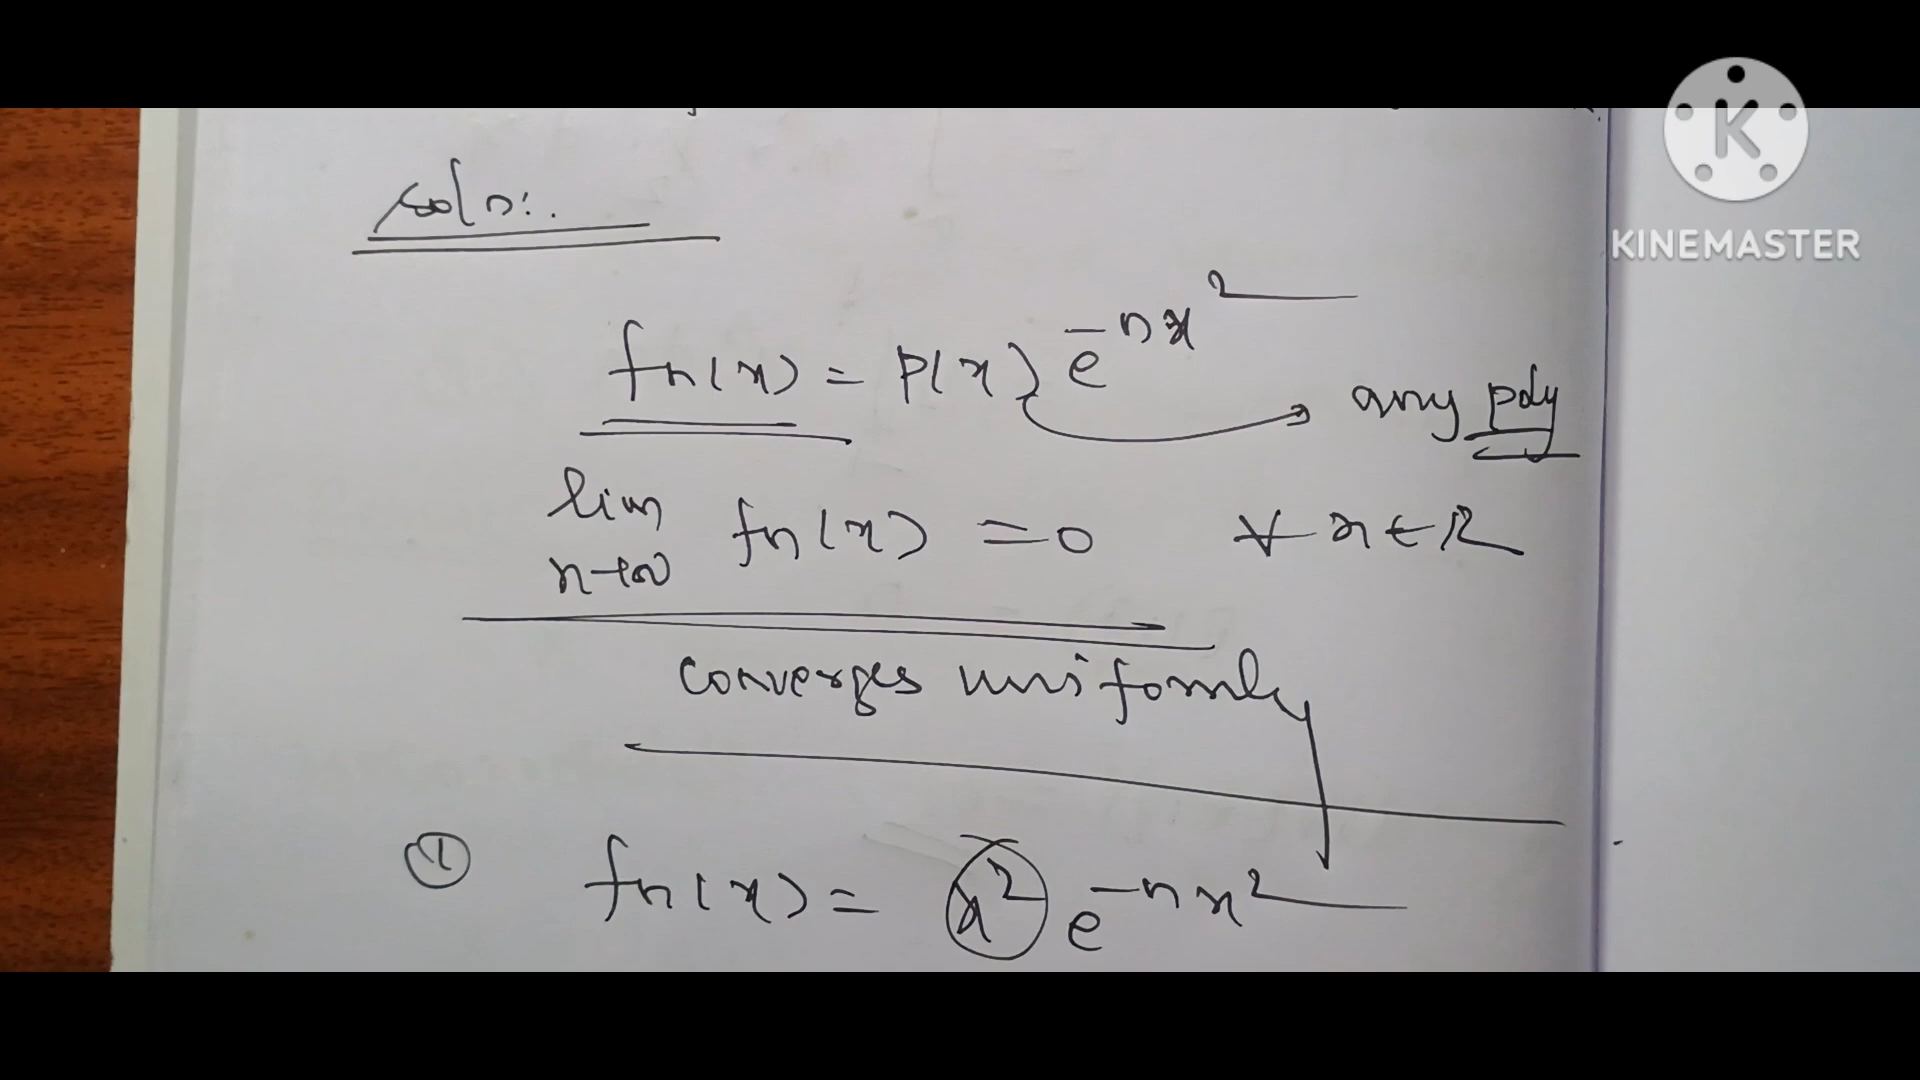 K
KINEMASTER
soln:.
fn(x) = p(x) e^-nx^2
any poly
lim fn(x) = 0 ∀ x ∈ R
n→∞
converges uniformly
① fn(x) = x^2 e^-nx^2